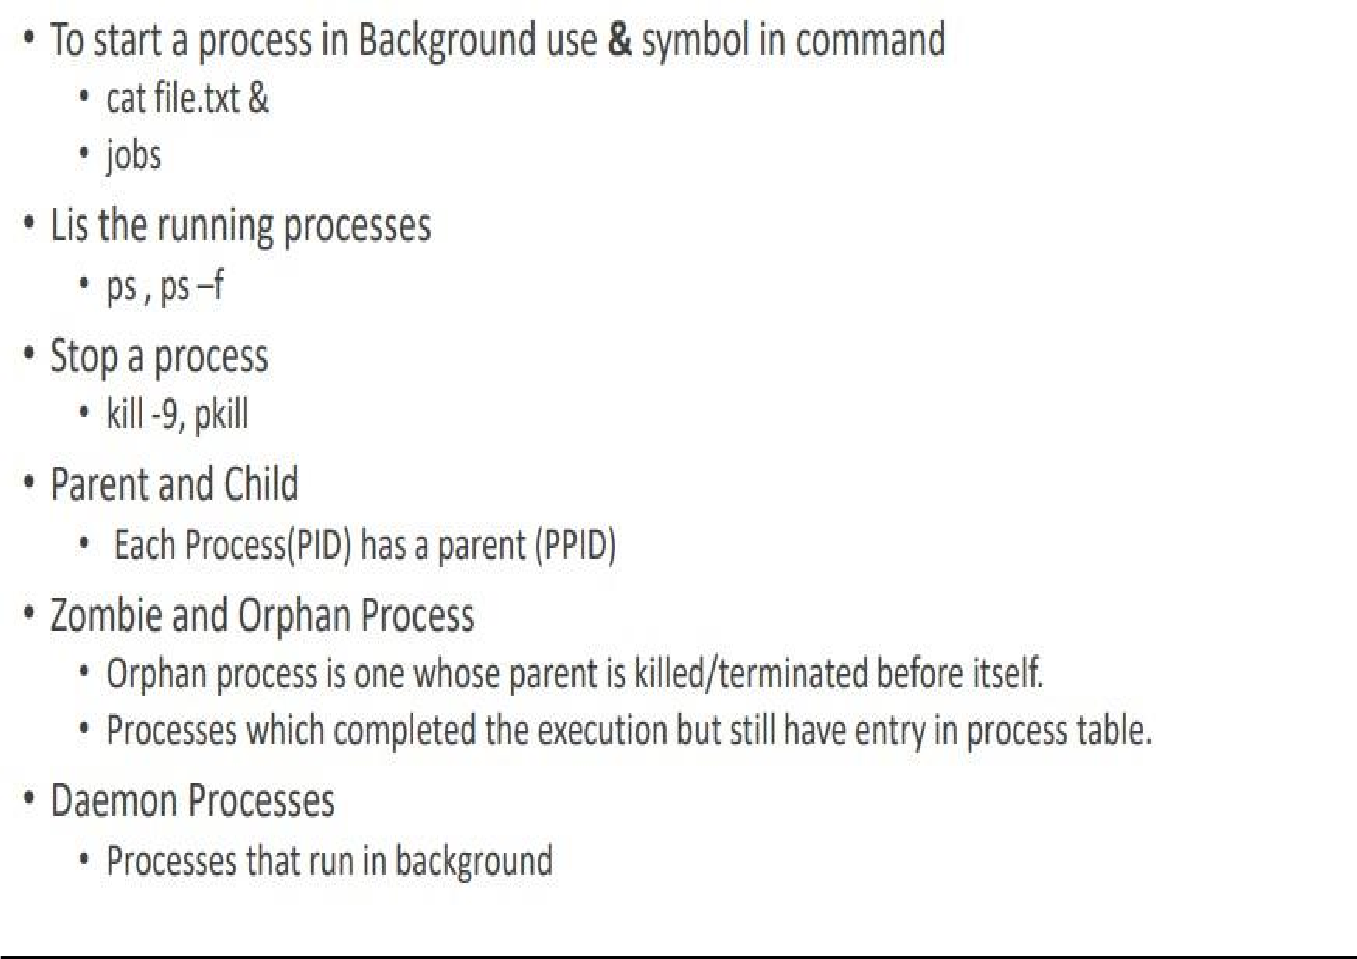 • To start a process in Background use & symbol in command
• cat file.txt &
• jobs
• Lis the running processes
• ps , ps –f
• Stop a process
• kill -9, pkill
• Parent and Child
• Each Process(PID) has a parent (PPID)
• Zombie and Orphan Process
• Orphan process is one whose parent is killed/terminated before itself.
• Processes which completed the execution but still have entry in process table.
• Daemon Processes
• Processes that run in background